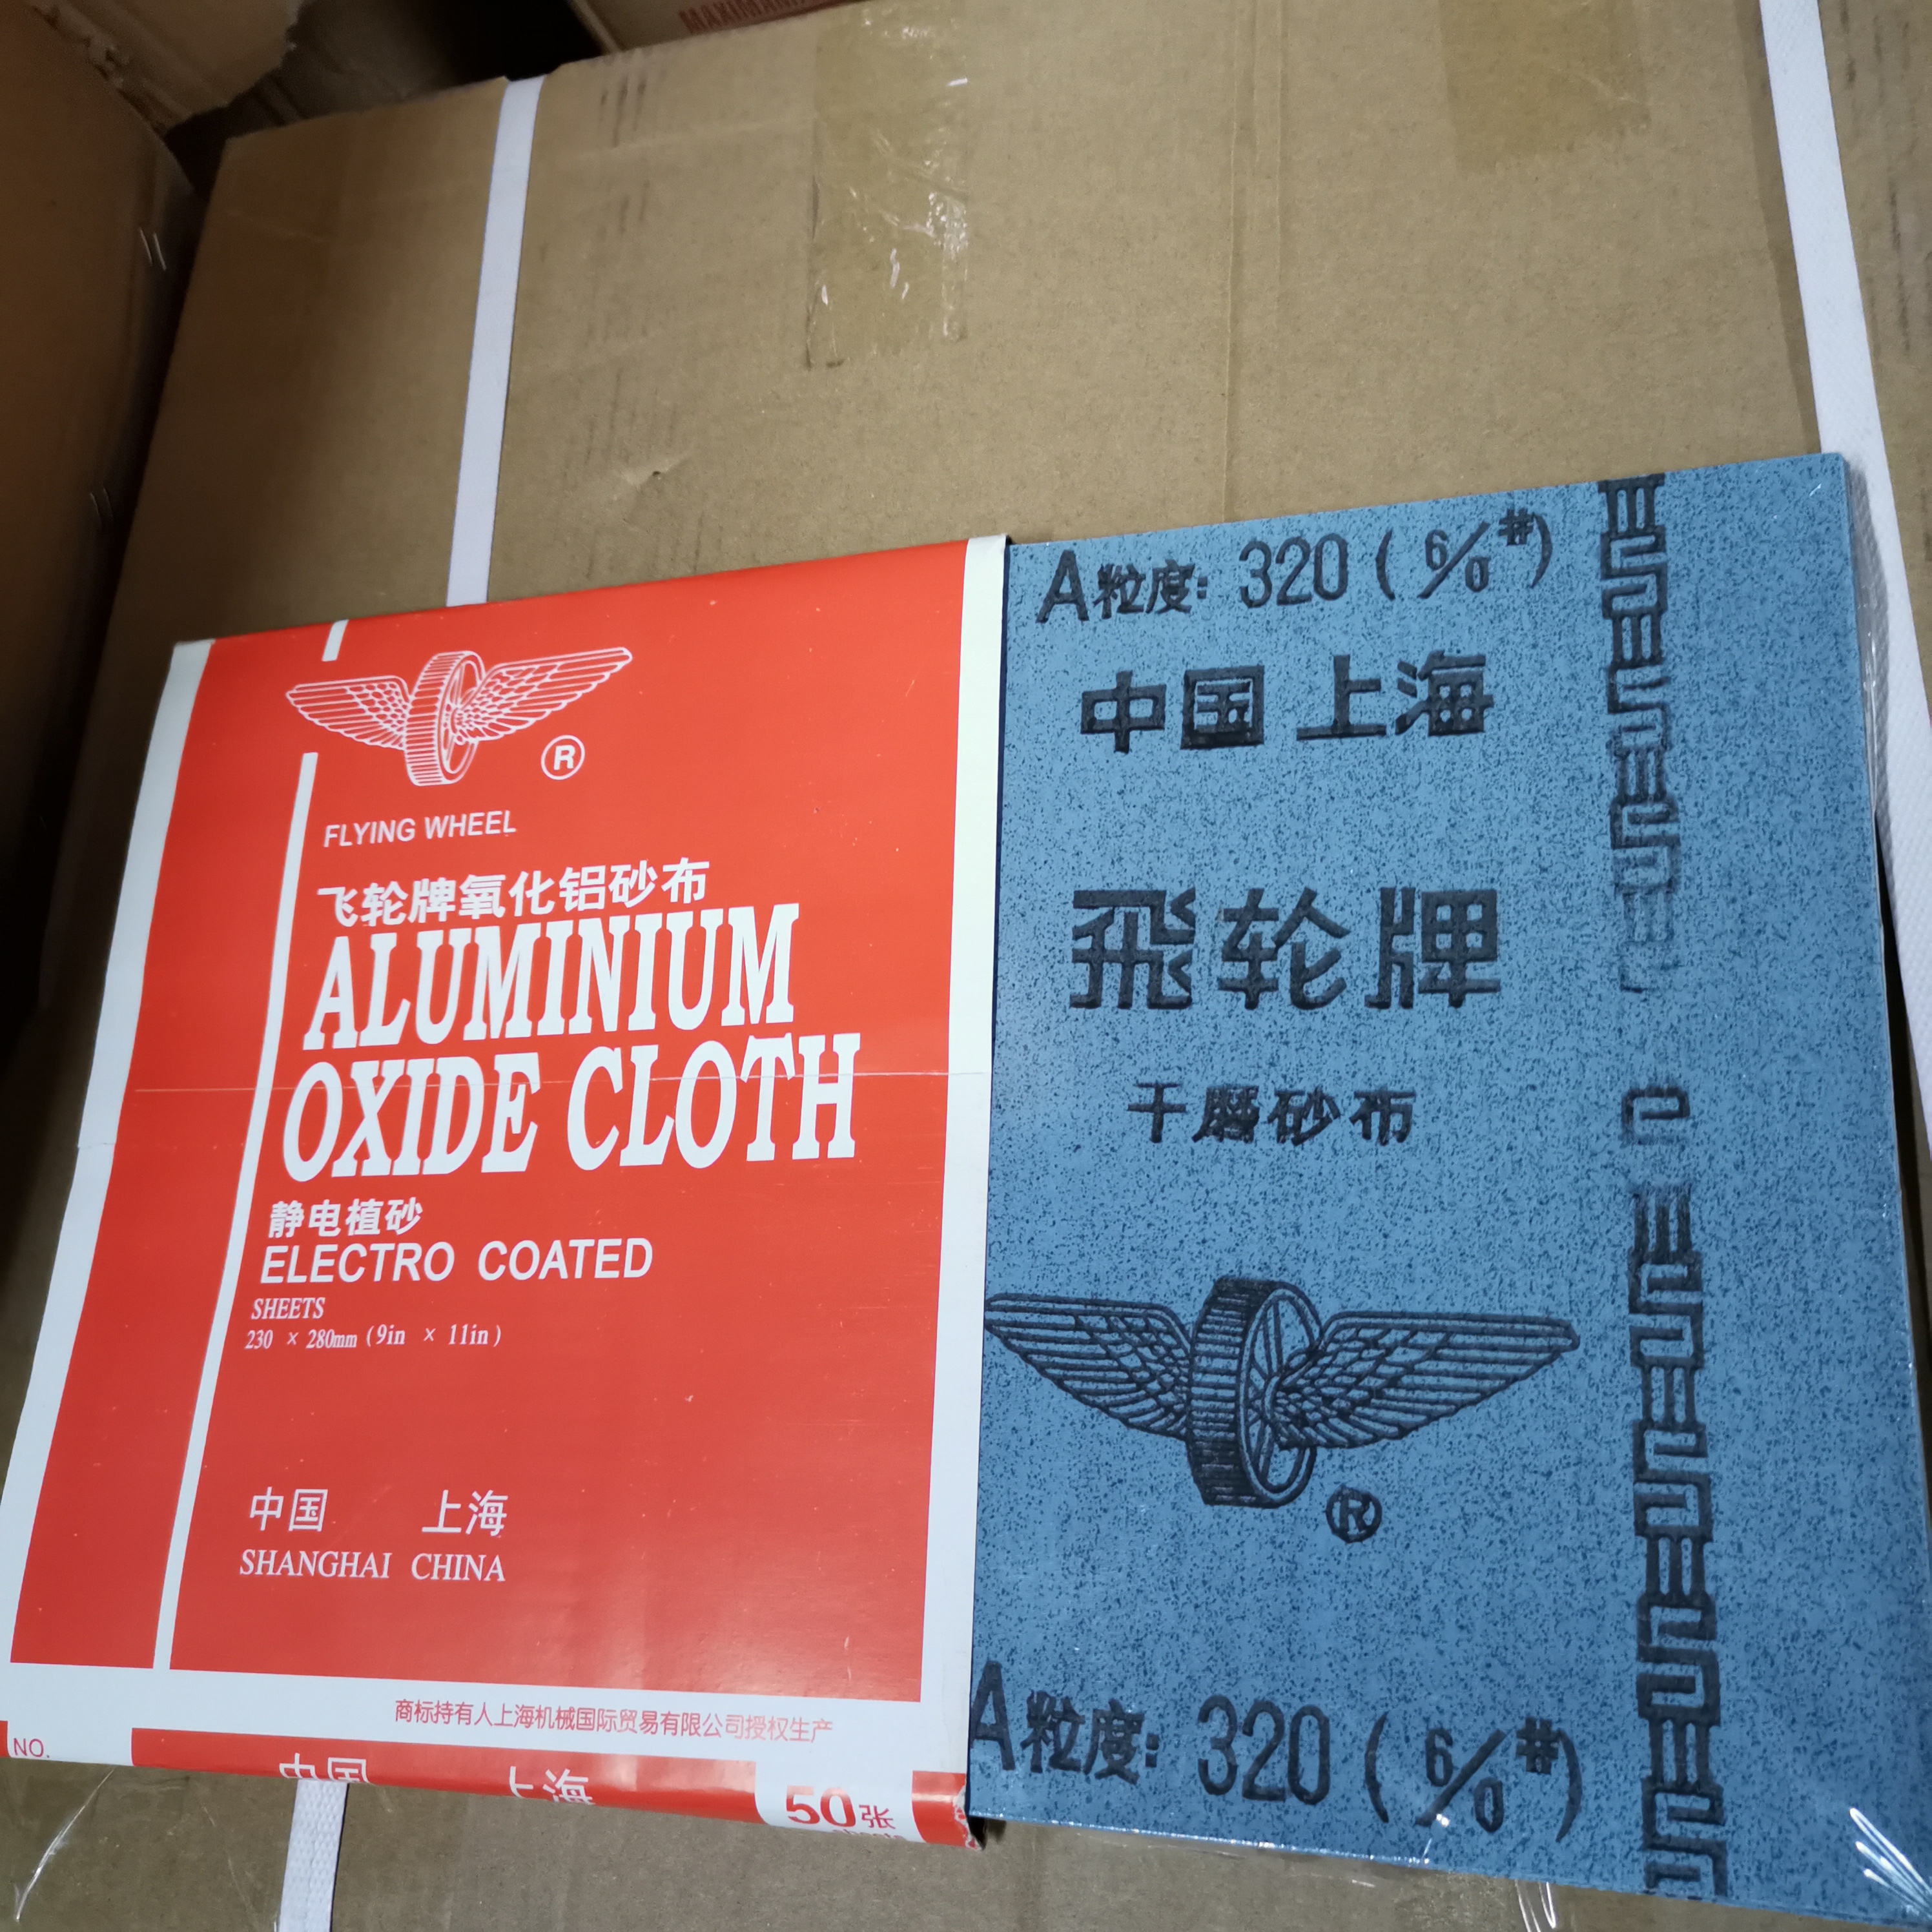 ®
FLYING WHEEL
飞轮牌氧化铝砂布
ALUMINIUM
OXIDE CLOTH
静电植砂
ELECTRO COATED
SHEETS
230 × 280mm (9in × 11in)
中国 上海
SHANGHAI CHINA
商标持有人上海机械国际贸易有限公司授权生产
NO.
中国 上海
50张
A粒度: 320 ( 6/0# )
中国上海
飛轮牌
干磨砂布
®
A粒度: 320 ( 6/0# )